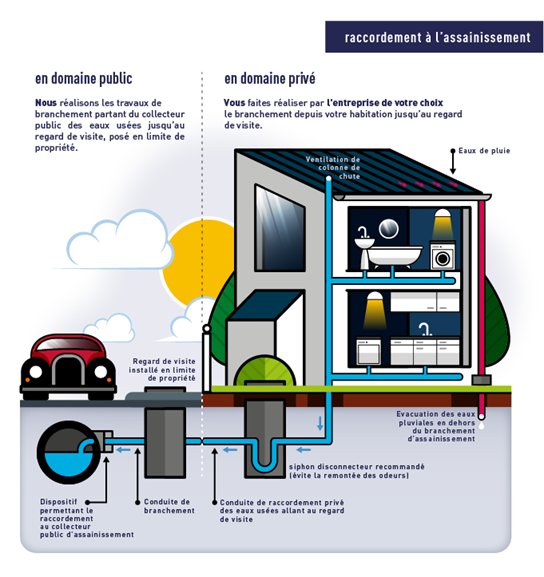 raccordement à l'assainissement
en domaine public
Nous réalisons les travaux de
branchement partant du collecteur
public des eaux usées jusqu'au
regard de visite, posé en limite de
propriété.
en domaine privé
Vous faites réaliser par l'entreprise de votre choix
le branchement depuis votre habitation jusqu'au regard
de visite.
Ventilation de
colonne de
chute
Eaux de pluie
Regard de visite
installé en limite
de propriété
Evacuation des eaux
pluviales en dehors
du branchement
d'assainissement
siphon disconnecteur recommandé
(évite la remontée des odeurs)
Dispositif
permettant le
raccordement
au collecteur
public d'assainissement
Conduite de
branchement
Conduite de raccordement privé
des eaux usées allant au regard
de visite